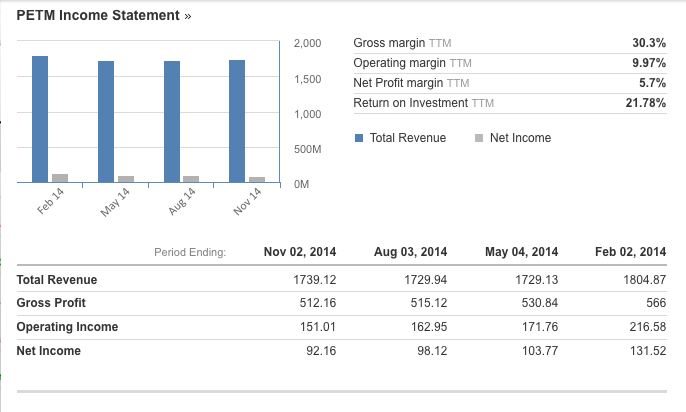 PETM Income Statement »
2,000
1,500
1,000
500M
0M
Feb 14 May 14 Aug 14 Nov 14
Gross margin TTM 30.3%
Operating margin TTM 9.97%
Net Profit margin TTM 5.7%
Return on Investment TTM 21.78%
Total Revenue Net Income
Period Ending: Nov 02, 2014 Aug 03, 2014 May 04, 2014 Feb 02, 2014
Total Revenue 1739.12 1729.94 1729.13 1804.87
Gross Profit 512.16 515.12 530.84 566
Operating Income 151.01 162.95 171.76 216.58
Net Income 92.16 98.12 103.77 131.52